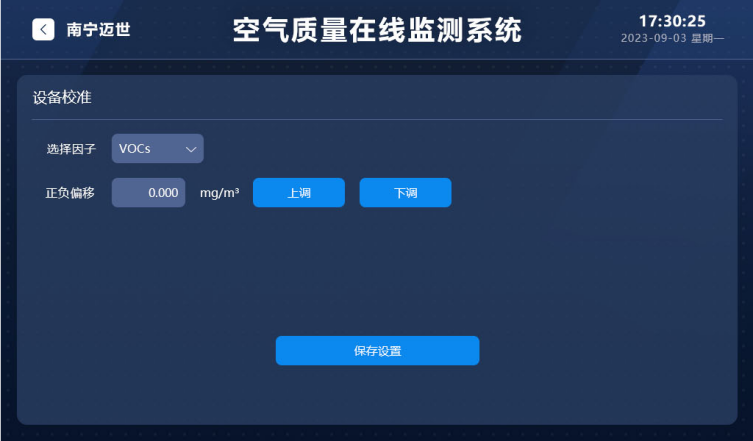 南宁迈世
空气质量在线监测系统
17:30:25
2023-09-03 星期一
设备校准
选择因子 VOCs
正负偏移 0.000 mg/m³ 上调 下调
保存设置